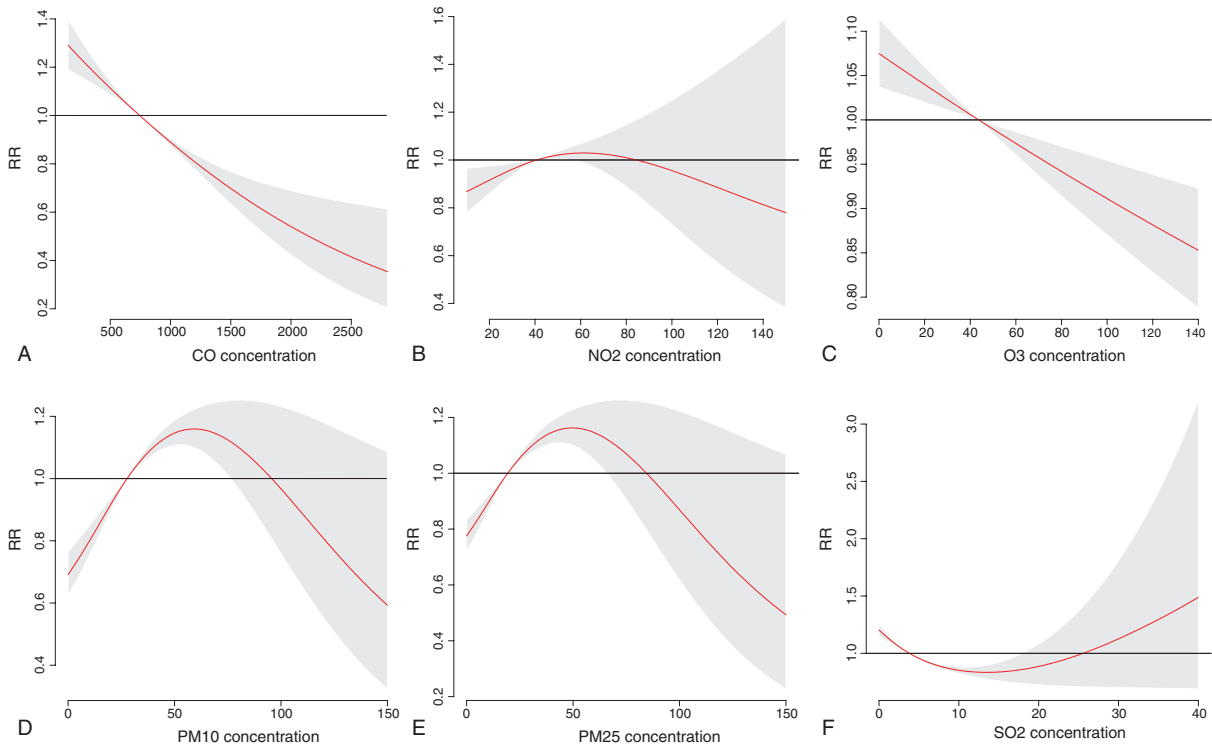 RR
1.4
1.2
1.0
0.8
0.6
0.4
0.2
500 1000 1500 2000 2500
A
CO concentration
RR
1.6
1.4
1.2
1.0
0.8
0.6
0.4
20 40 60 80 100 120 140
B
NO2 concentration
RR
1.10
1.05
1.00
0.95
0.90
0.85
0.80
0 20 40 60 80 100 120 140
C
O3 concentration
RR
1.2
1.0
0.8
0.6
0.4
0 50 100 150
D
PM10 concentration
RR
1.2
1.0
0.8
0.6
0.4
0.2
0 50 100 150
E
PM25 concentration
RR
3.0
2.5
2.0
1.5
1.0
0 10 20 30 40
F
SO2 concentration